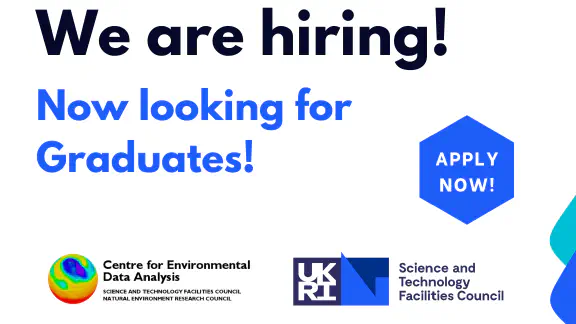 We are hiring!
Now looking for
Graduates!
APPLY
NOW!
Centre for Environmental
Data Analysis
SCIENCE AND TECHNOLOGY FACILITIES COUNCIL
NATURAL ENVIRONMENT RESEARCH COUNCIL
UK
RI
Science and
Technology
Facilities Council